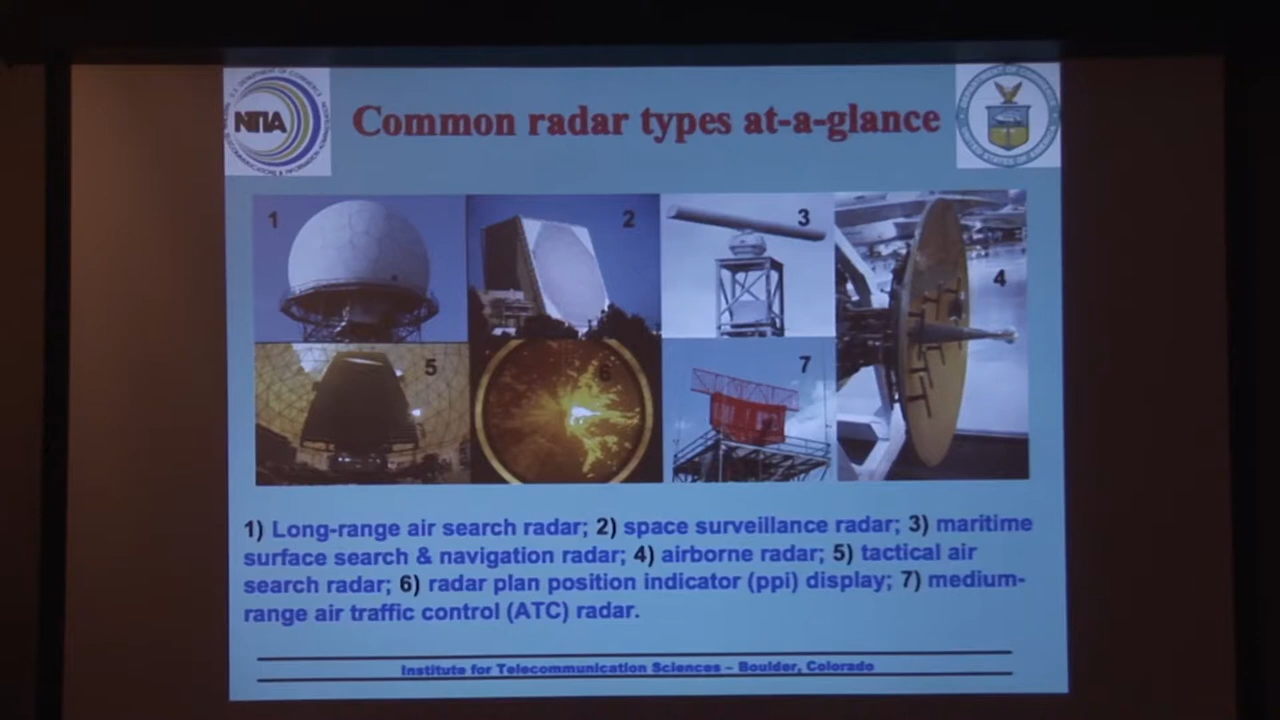 NTIA
Common radar types at-a-glance
1
2
3
4
5
6
7
1) Long-range air search radar; 2) space surveillance radar; 3) maritime
surface search & navigation radar; 4) airborne radar; 5) tactical air
search radar; 6) radar plan position indicator (ppi) display; 7) medium-
range air traffic control (ATC) radar.
Institute for Telecommunication Sciences – Boulder, Colorado